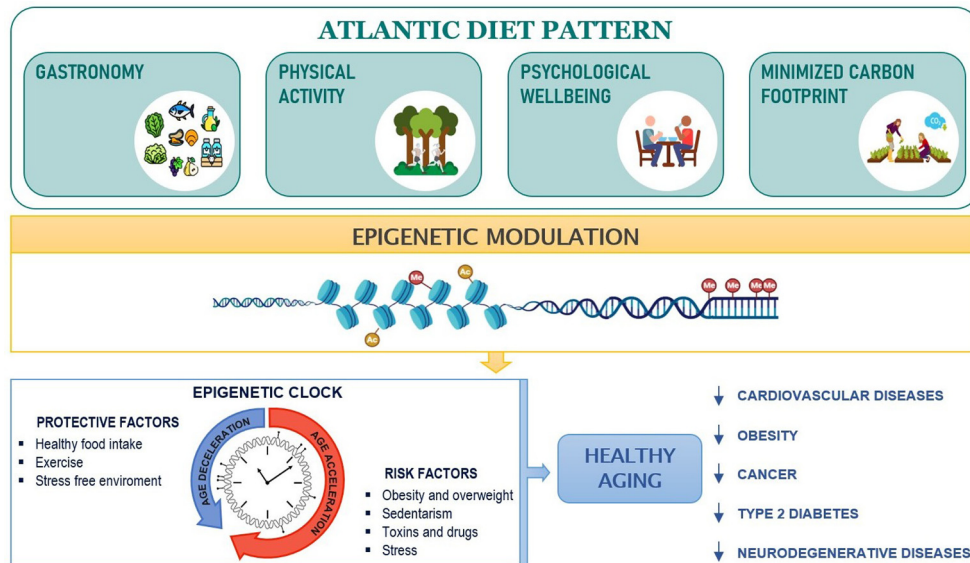 ATLANTIC DIET PATTERN
GASTRONOMY
PHYSICAL
ACTIVITY
PSYCHOLOGICAL
WELLBEING
MINIMIZED CARBON
FOOTPRINT
CO₂
EPIGENETIC MODULATION
Me
Ac
Ac
Me
Me
Me
Me
EPIGENETIC CLOCK
PROTECTIVE FACTORS
▪ Healthy food intake
▪ Exercise
▪ Stress free enviroment
AGE DECELERATION
AGE ACCELERATION
RISK FACTORS
▪ Obesity and overweight
▪ Sedentarism
▪ Toxins and drugs
▪ Stress
HEALTHY
AGING
CARDIOVASCULAR DISEASES
OBESITY
CANCER
TYPE 2 DIABETES
NEURODEGENERATIVE DISEASES